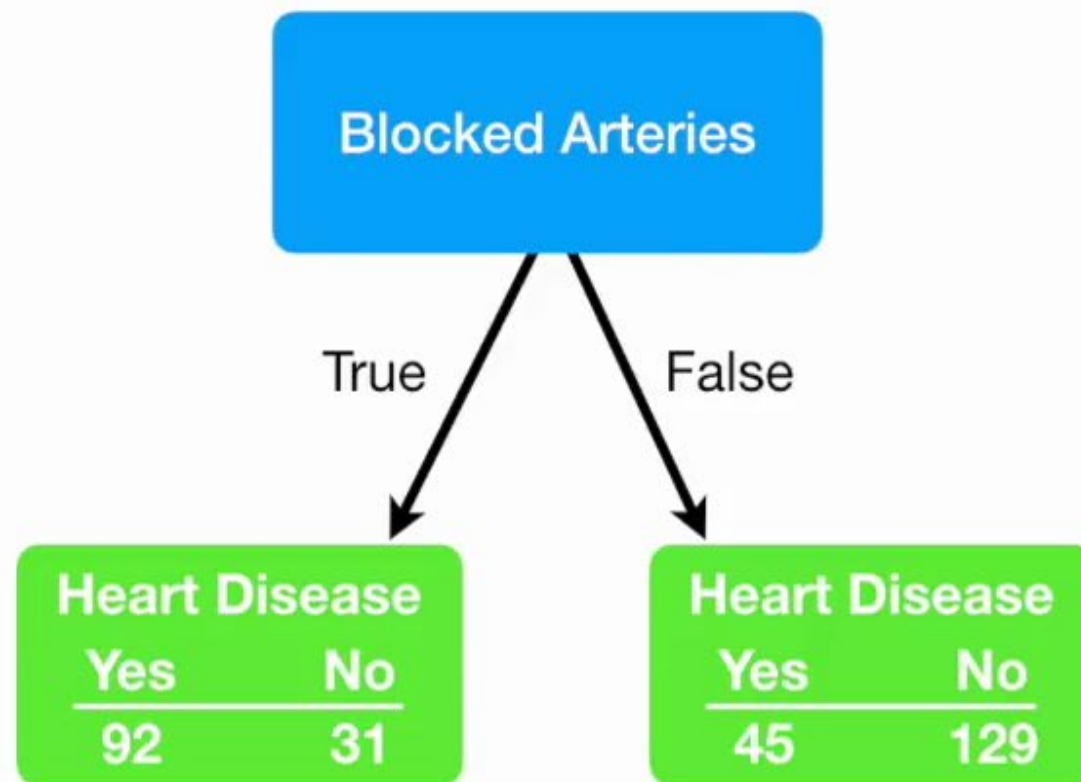 Blocked Arteries
True
False
Heart Disease
Yes No
92 31
Heart Disease
Yes No
45 129